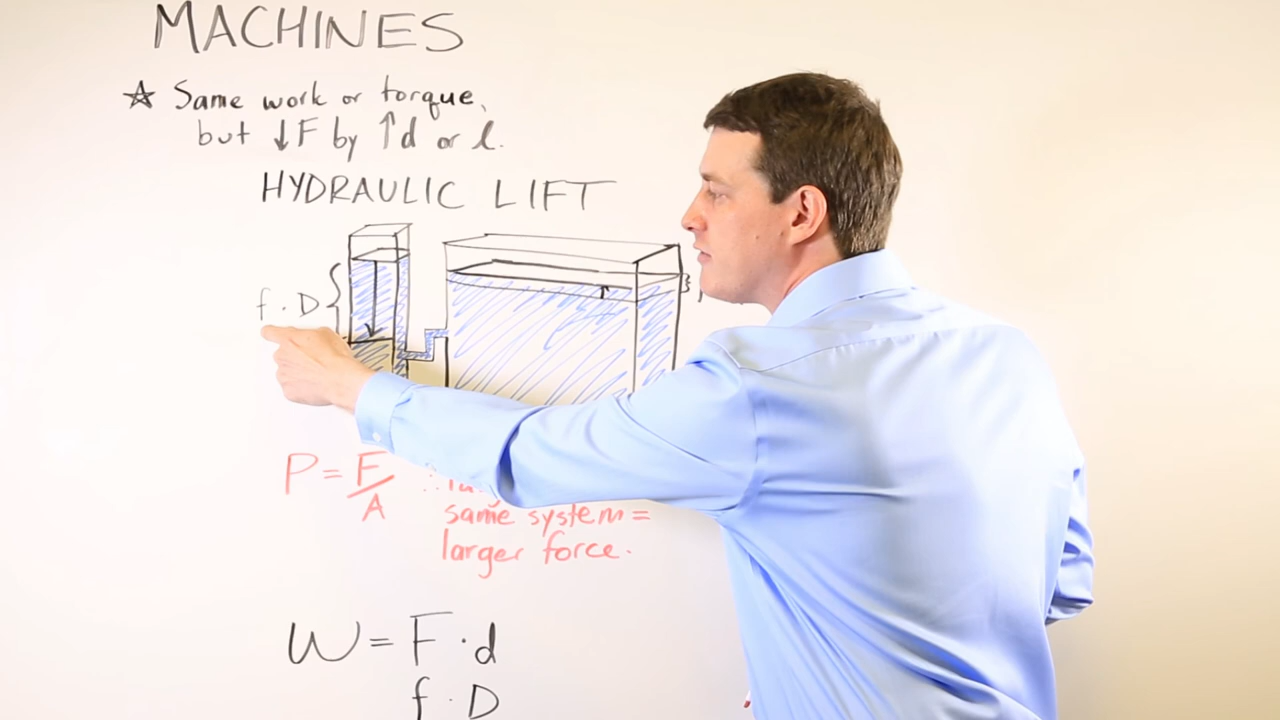 MACHINES
☆ Same work or torque,
but ↓F by ↑d or l.
HYDRAULIC LIFT
f · D
P = F/A ∴
same system =
larger force.
W = F · d
f · D